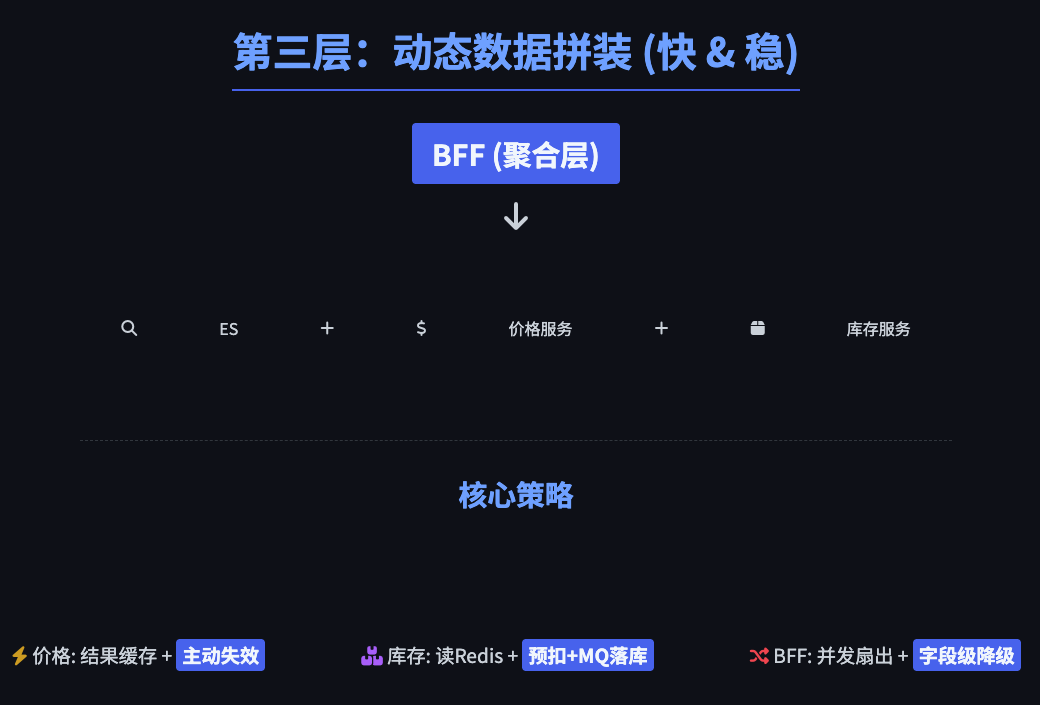 第三层：动态数据拼装 (快 & 稳)
BFF (聚合层)
ES + $ 价格服务 + 库存服务
核心策略
价格: 结果缓存 + 主动失效
库存: 读Redis + 预扣+MQ落库
BFF: 并发扇出 + 字段级降级